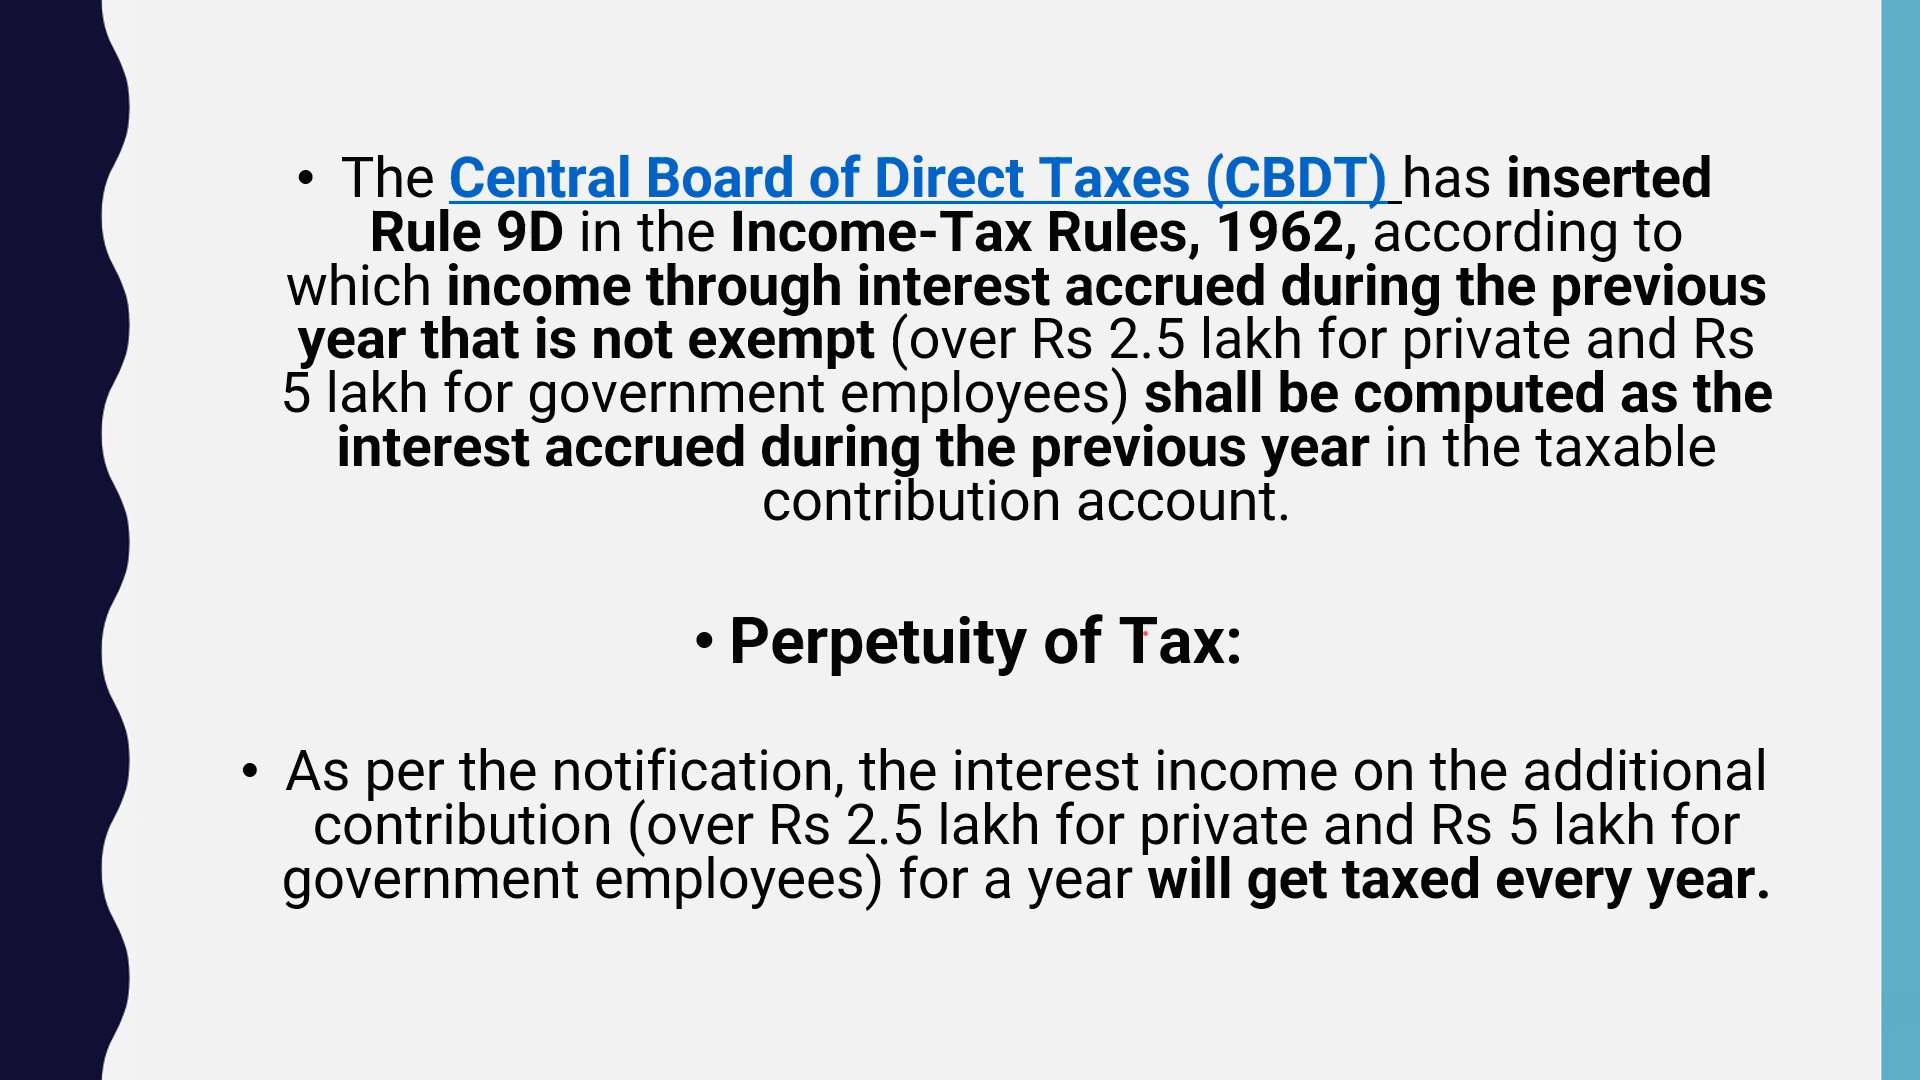 • The Central Board of Direct Taxes (CBDT) has inserted
Rule 9D in the Income-Tax Rules, 1962, according to
which income through interest accrued during the previous
year that is not exempt (over Rs 2.5 lakh for private and Rs
5 lakh for government employees) shall be computed as the
interest accrued during the previous year in the taxable
contribution account.
• Perpetuity of Tax:
• As per the notification, the interest income on the additional
contribution (over Rs 2.5 lakh for private and Rs 5 lakh for
government employees) for a year will get taxed every year.